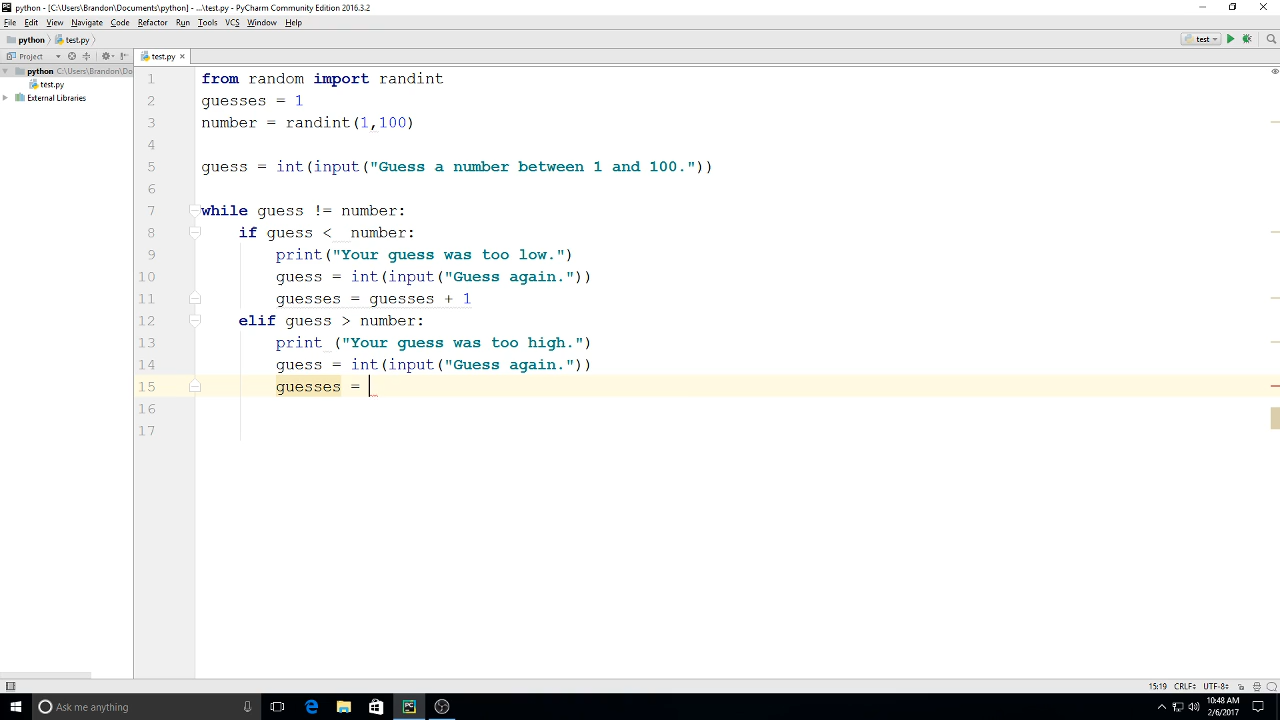 python - [C:\Users\Brandon\Documents\python] - ...\test.py - PyCharm Community Edition 2016.3.2
File Edit View Navigate Code Refactor Run Tools VCS Window Help
python test.py test
Project test.py
python C:\Users\Brandon\Do
test.py
External Libraries
1 from random import randint
2 guesses = 1
3 number = randint(1,100)
4
5 guess = int(input("Guess a number between 1 and 100."))
6
7 while guess != number:
8 if guess <  number:
9 print("Your guess was too low.")
10 guess = int(input("Guess again."))
11 guesses = guesses + 1
12 elif guess > number:
13 print ("Your guess was too high.")
14 guess = int(input("Guess again."))
15 guesses =
16
17
15:19 CRLF÷ UTF-8÷
Ask me anything
10:48 AM
2/6/2017